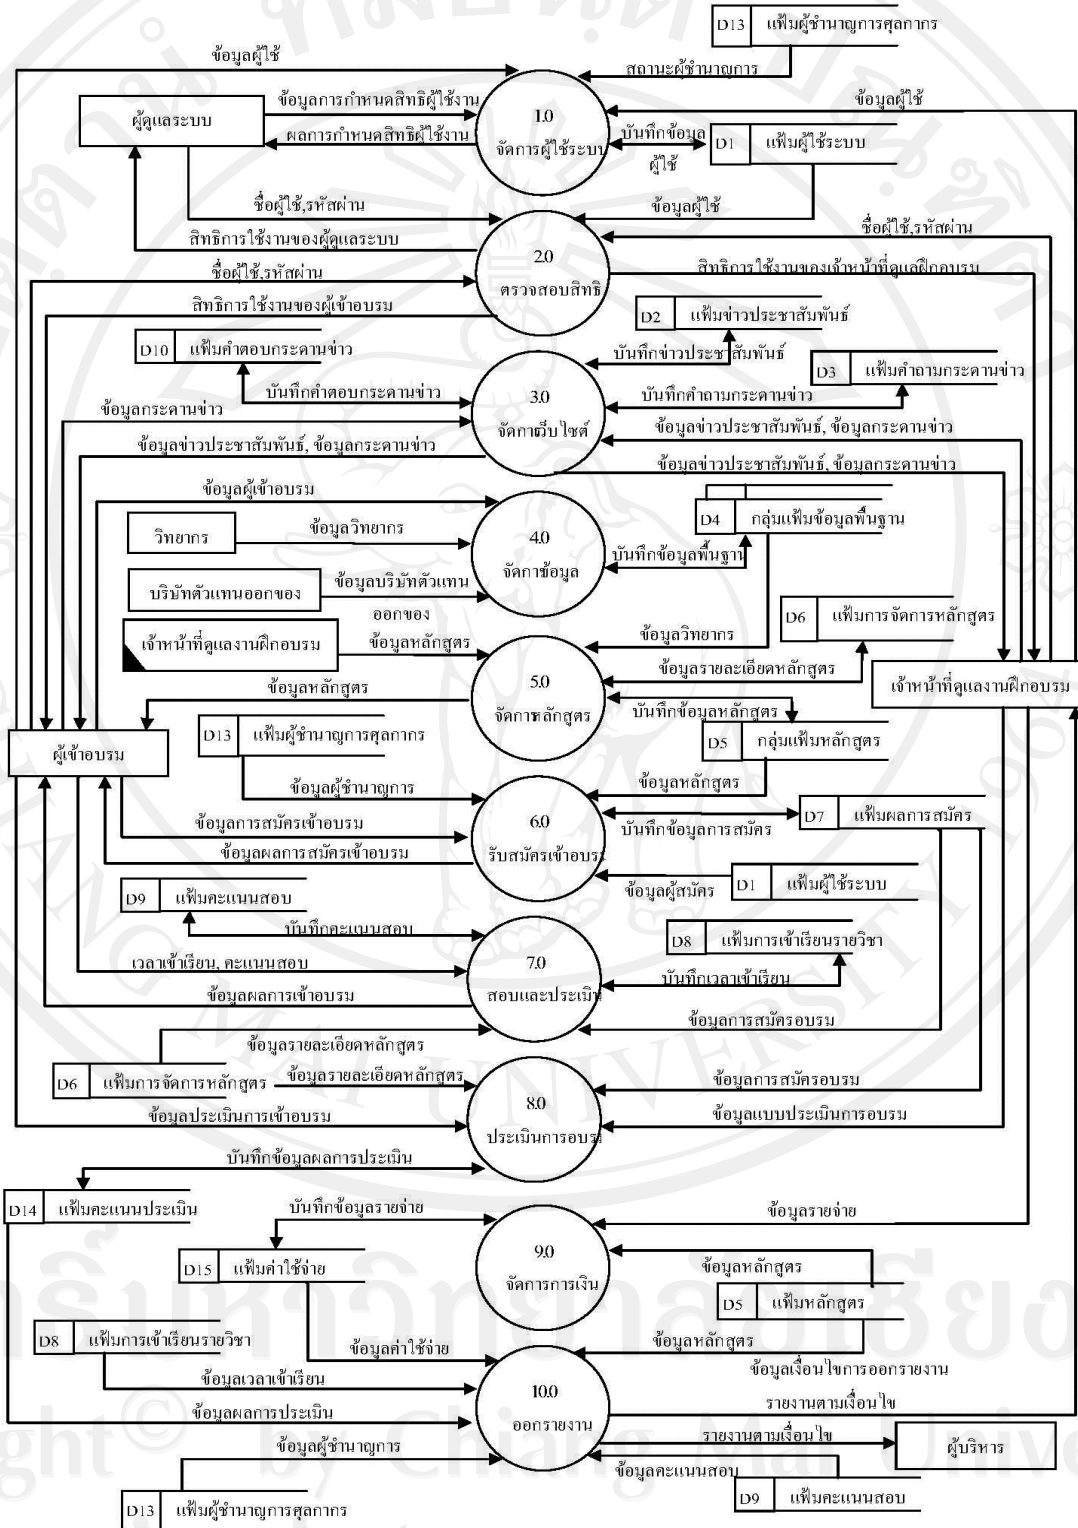 D13 แฟ้มผู้ชำนาญการศุลกากร
ข้อมูลผู้ใช้
สถานะผู้ชำนาญการ
ข้อมูลผู้ใช้
ผู้ดูแลระบบ
ข้อมูลการกำหนดสิทธิผู้ใช้งาน
ผลการกำหนดสิทธิผู้ใช้งาน
1.0
จัดการผู้ใช้ระบบ
บันทึกข้อมูล
ผู้ใช้
D1 แฟ้มผู้ใช้ระบบ
ชื่อผู้ใช้,รหัสผ่าน
ข้อมูลผู้ใช้
ชื่อผู้ใช้,รหัสผ่าน
สิทธิการใช้งานของผู้ดูแลระบบ
2.0
ตรวจสอบสิทธิ
ชื่อผู้ใช้,รหัสผ่าน
สิทธิการใช้งานของเจ้าหน้าที่ดูแลฝึกอบรม
สิทธิการใช้งานของผู้เข้าอบรม
D2 แฟ้มข่าวประชาสัมพันธ์
D10 แฟ้มคำตอบกระดานข่าว
บันทึกข่าวประชาสัมพันธ์
D3 แฟ้มคำถามกระดานข่าว
บันทึกคำตอบกระดานข่าว
3.0
จัดการเว็บไซต์
บันทึกคำถามกระดานข่าว
ข้อมูลกระดานข่าว
ข้อมูลข่าวประชาสัมพันธ์, ข้อมูลกระดานข่าว
ข้อมูลข่าวประชาสัมพันธ์, ข้อมูลกระดานข่าว
ข้อมูลข่าวประชาสัมพันธ์, ข้อมูลกระดานข่าว
ข้อมูลผู้เข้าอบรม
D4 กลุ่มแฟ้มข้อมูลพื้นฐาน
วิทยากร
ข้อมูลวิทยากร
4.0
จัดการข้อมูล
บันทึกข้อมูลพื้นฐาน
บริษัทตัวแทนออกของ
ข้อมูลบริษัทตัวแทน
ออกของ
D6 แฟ้มการจัดการหลักสูตร
เจ้าหน้าที่ดูแลงานฝึกอบรม
ข้อมูลหลักสูตร
ข้อมูลวิทยากร
ข้อมูลรายละเอียดหลักสูตร
5.0
จัดการหลักสูตร
เจ้าหน้าที่ดูแลงานฝึกอบรม
ข้อมูลหลักสูตร
บันทึกข้อมูลหลักสูตร
D13 แฟ้มผู้ชำนาญการศุลกากร
D5 กลุ่มแฟ้มหลักสูตร
ผู้เข้าอบรม
ข้อมูลผู้ชำนาญการ
ข้อมูลหลักสูตร
D7 แฟ้มผลการสมัคร
ข้อมูลการสมัครเข้าอบรม
6.0
รับสมัครเข้าอบรม
บันทึกข้อมูลการสมัคร
ข้อมูลผลการสมัครเข้าอบรม
ข้อมูลผู้สมัคร
D1 แฟ้มผู้ใช้ระบบ
D9 แฟ้มคะแนนสอบ
บันทึกคะแนนสอบ
D8 แฟ้มการเข้าเรียนรายวิชา
เวลาเข้าเรียน, คะแนนสอบ
7.0
สอบและประเมิน
บันทึกเวลาเข้าเรียน
ข้อมูลผลการเข้าอบรม
ข้อมูลการสมัครอบรม
ข้อมูลรายละเอียดหลักสูตร
D6 แฟ้มการจัดการหลักสูตร
ข้อมูลรายละเอียดหลักสูตร
8.0
ประเมินการอบรม
ข้อมูลการสมัครอบรม
ข้อมูลประเมินการเข้าอบรม
ข้อมูลแบบประเมินการอบรม
บันทึกข้อมูลผลการประเมิน
D14 แฟ้มคะแนนประเมิน
บันทึกข้อมูลรายจ่าย
ข้อมูลรายจ่าย
9.0
จัดการการเงิน
D15 แฟ้มค่าใช้จ่าย
ข้อมูลหลักสูตร
D5 แฟ้มหลักสูตร
D8 แฟ้มการเข้าเรียนรายวิชา
ข้อมูลค่าใช้จ่าย
ข้อมูลหลักสูตร
ข้อมูลเงื่อนไขการออกรายงาน
ข้อมูลเวลาเข้าเรียน
10.0
ออกรายงาน
รายงานตามเงื่อนไข
ข้อมูลผลการประเมิน
รายงานตามเงื่อนไข
ผู้บริหาร
ข้อมูลผู้ชำนาญการ
ข้อมูลคะแนนสอบ
D13 แฟ้มผู้ชำนาญการศุลกากร
D9 แฟ้มคะแนนสอบ